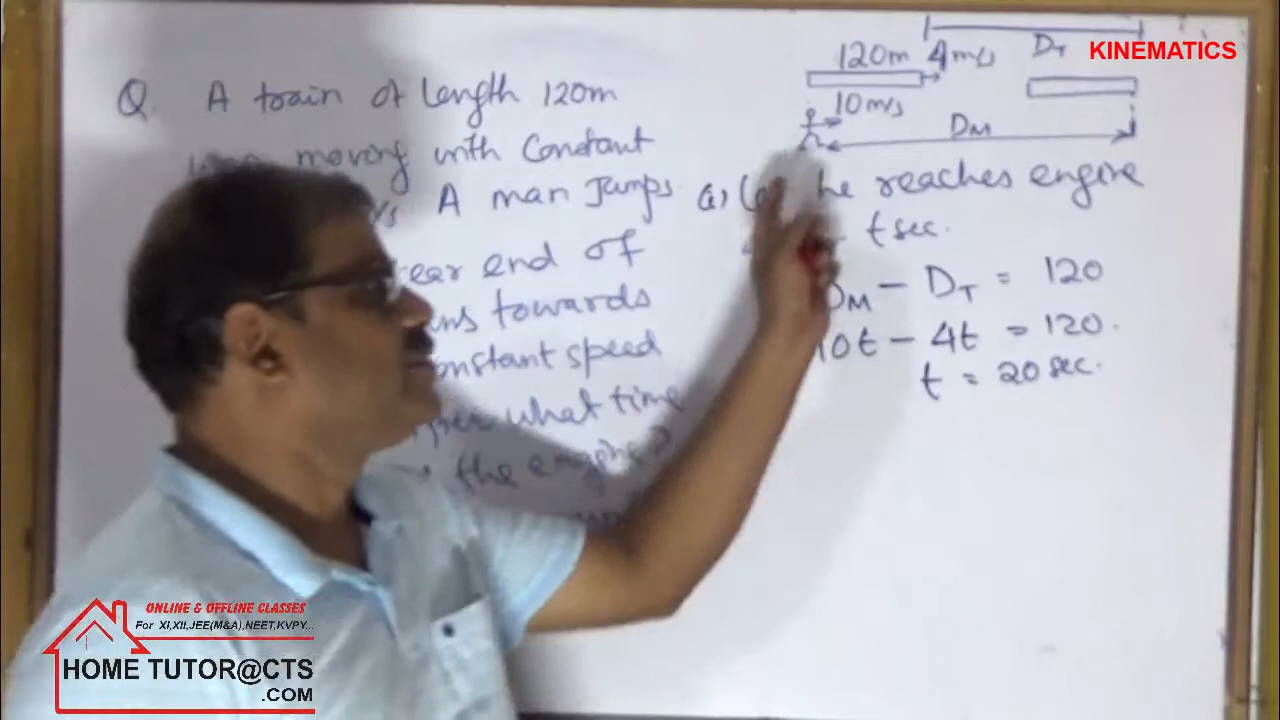 KINEMATICS
Q. A train of length 120m
moving with Constant
A man Jumps
rear end of
towards
constant speed
what time
the engine?
120m 4m/s
DT
10m/s
DM
(a) he reaches engine
t sec.
DM - DT = 120
10t - 4t = 120.
t = 20 sec.
ONLINE & OFFLINE CLASSES
For XI,XII,JEE(M&A),NEET,KVPY...
HOME TUTOR@CTS
.COM